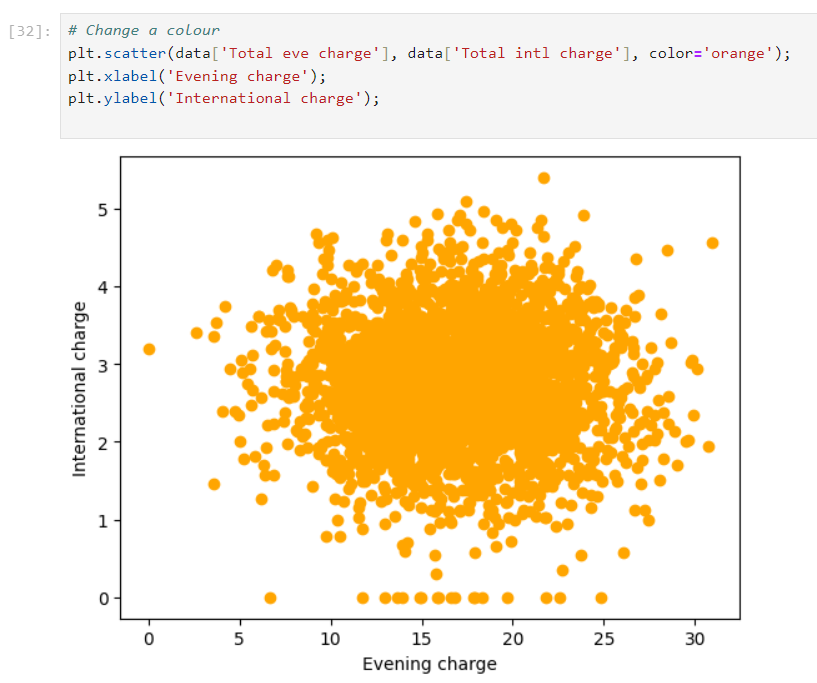 [32]: # Change a colour
plt.scatter(data['Total eve charge'], data['Total intl charge'], color='orange');
plt.xlabel('Evening charge');
plt.ylabel('International charge');
5
4
3
2
1
0
International charge
0 5 10 15 20 25 30
Evening charge